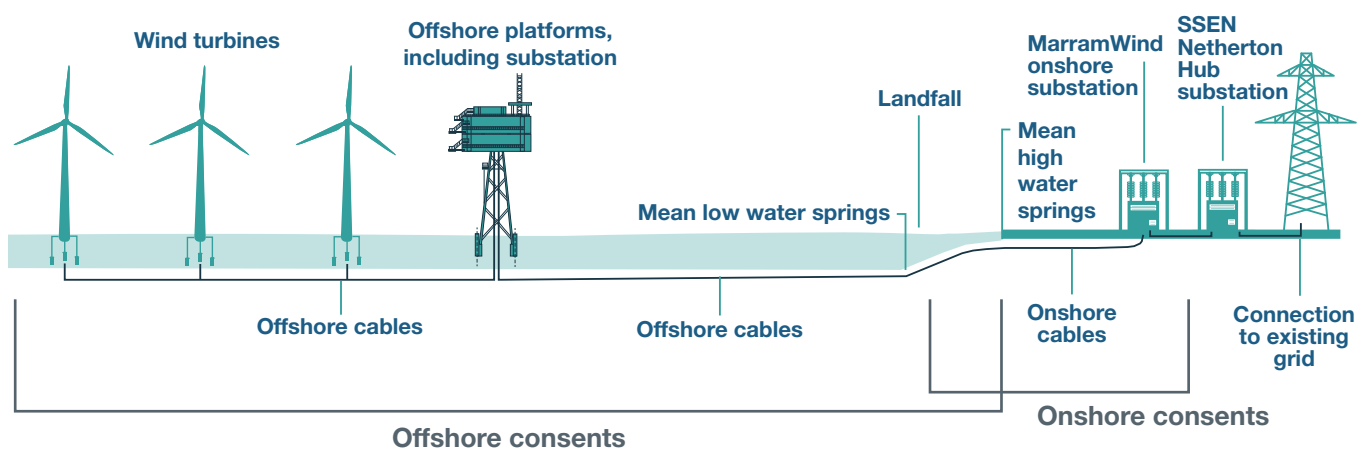 Wind turbines
Offshore platforms,
including substation
Landfall
MarramWind
onshore
substation
SSEN
Netherton
Hub
substation
Mean
high
water
springs
Mean low water springs
Offshore cables
Offshore cables
Onshore
cables
Connection
to existing
grid
Offshore consents
Onshore consents